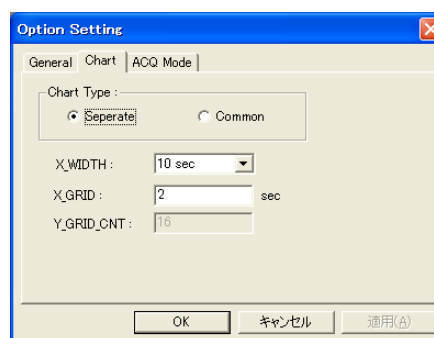 Option Setting
General Chart ACQ Mode
Chart Type :
Seperate Common
X_WIDTH : 10 sec
X_GRID : 2 sec
Y_GRID_CNT : 16
OK キャンセル 適用(A)